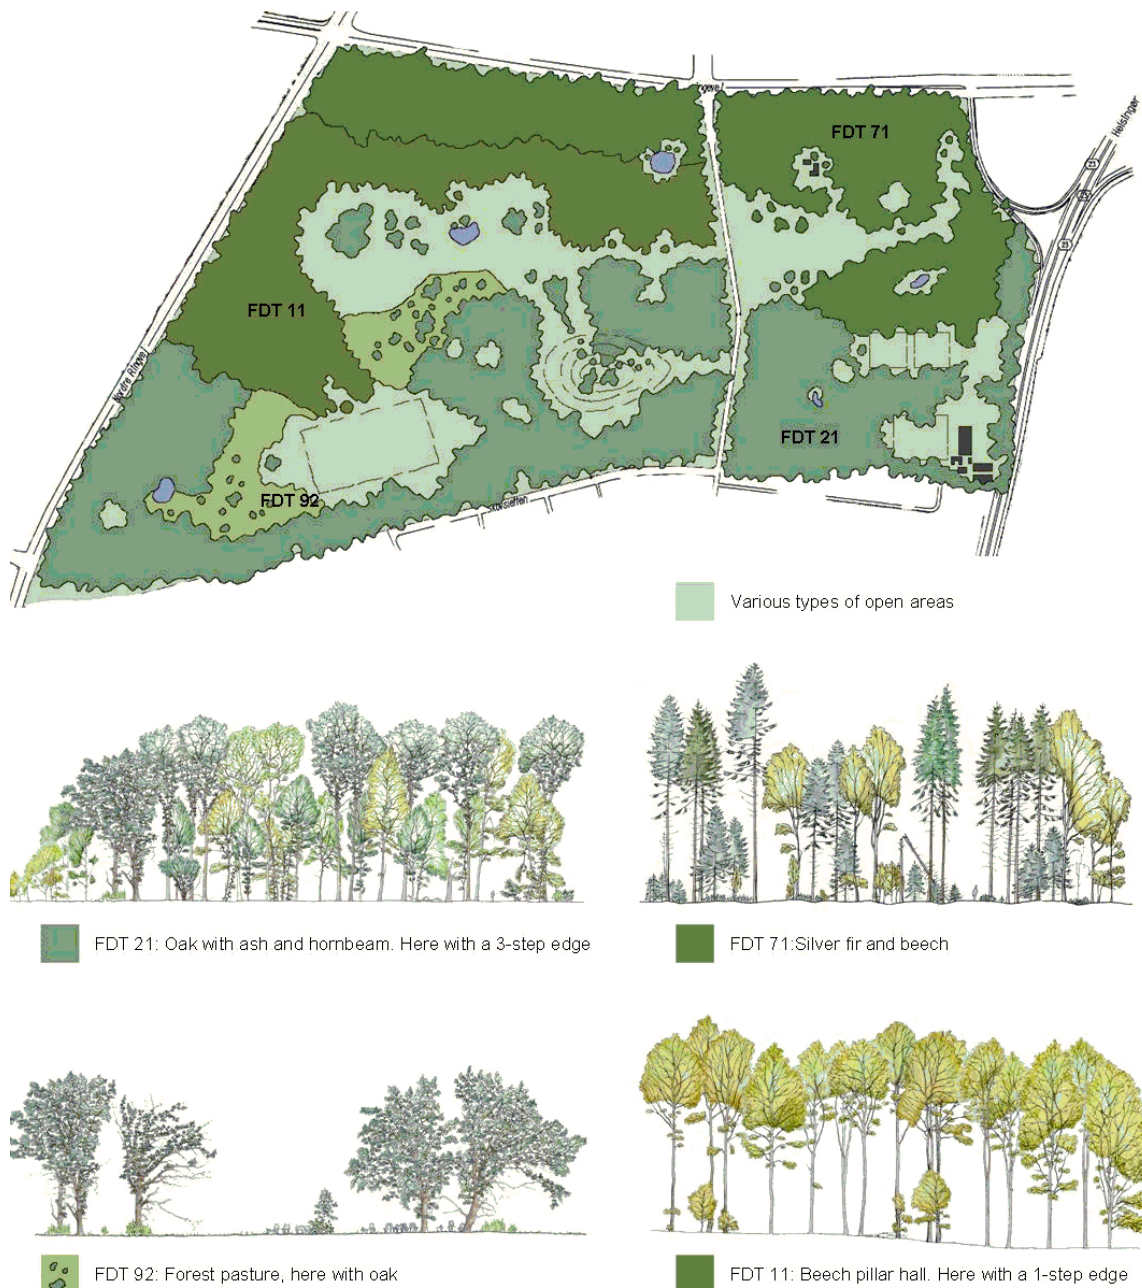 FDT 71
Helsingør
23
23
FDT 11
FDT 21
FDT 92
Various types of open areas
FDT 21: Oak with ash and hornbeam. Here with a 3-step edge
FDT 71:Silver fir and beech
FDT 92: Forest pasture, here with oak
FDT 11: Beech pillar hall. Here with a 1-step edge